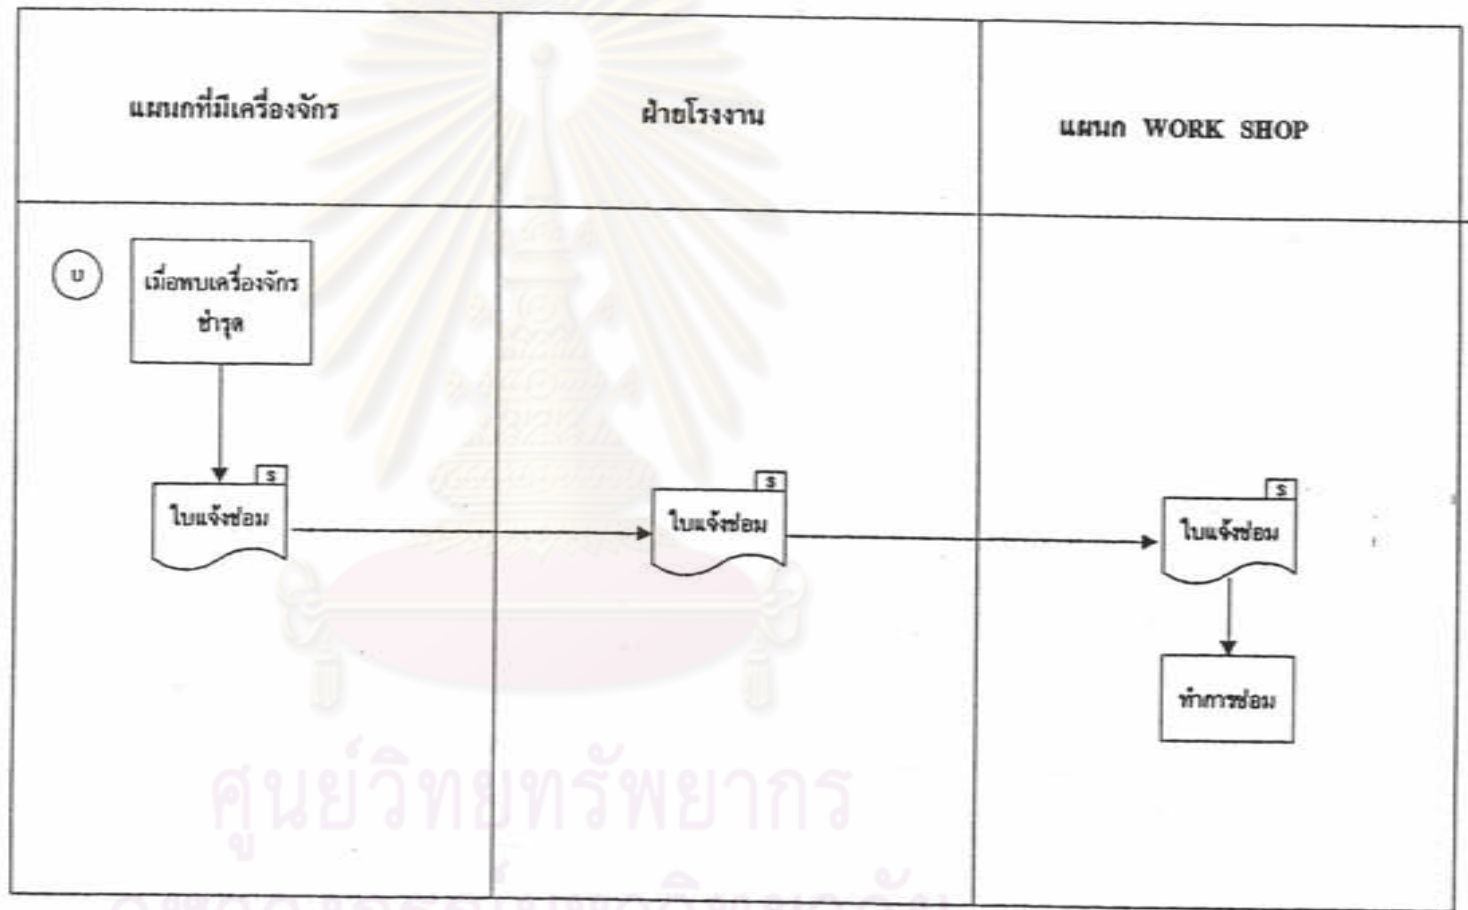 แผนกที่มีเครื่องจักร
ฝ่ายโรงงาน
แผนก WORK SHOP
บ
เมื่อพบเครื่องจักร
ชำรุด
S
ใบแจ้งซ่อม
S
ใบแจ้งซ่อม
S
ใบแจ้งซ่อม
ทำการซ่อม
ศูนย์วิทยทรัพยากร